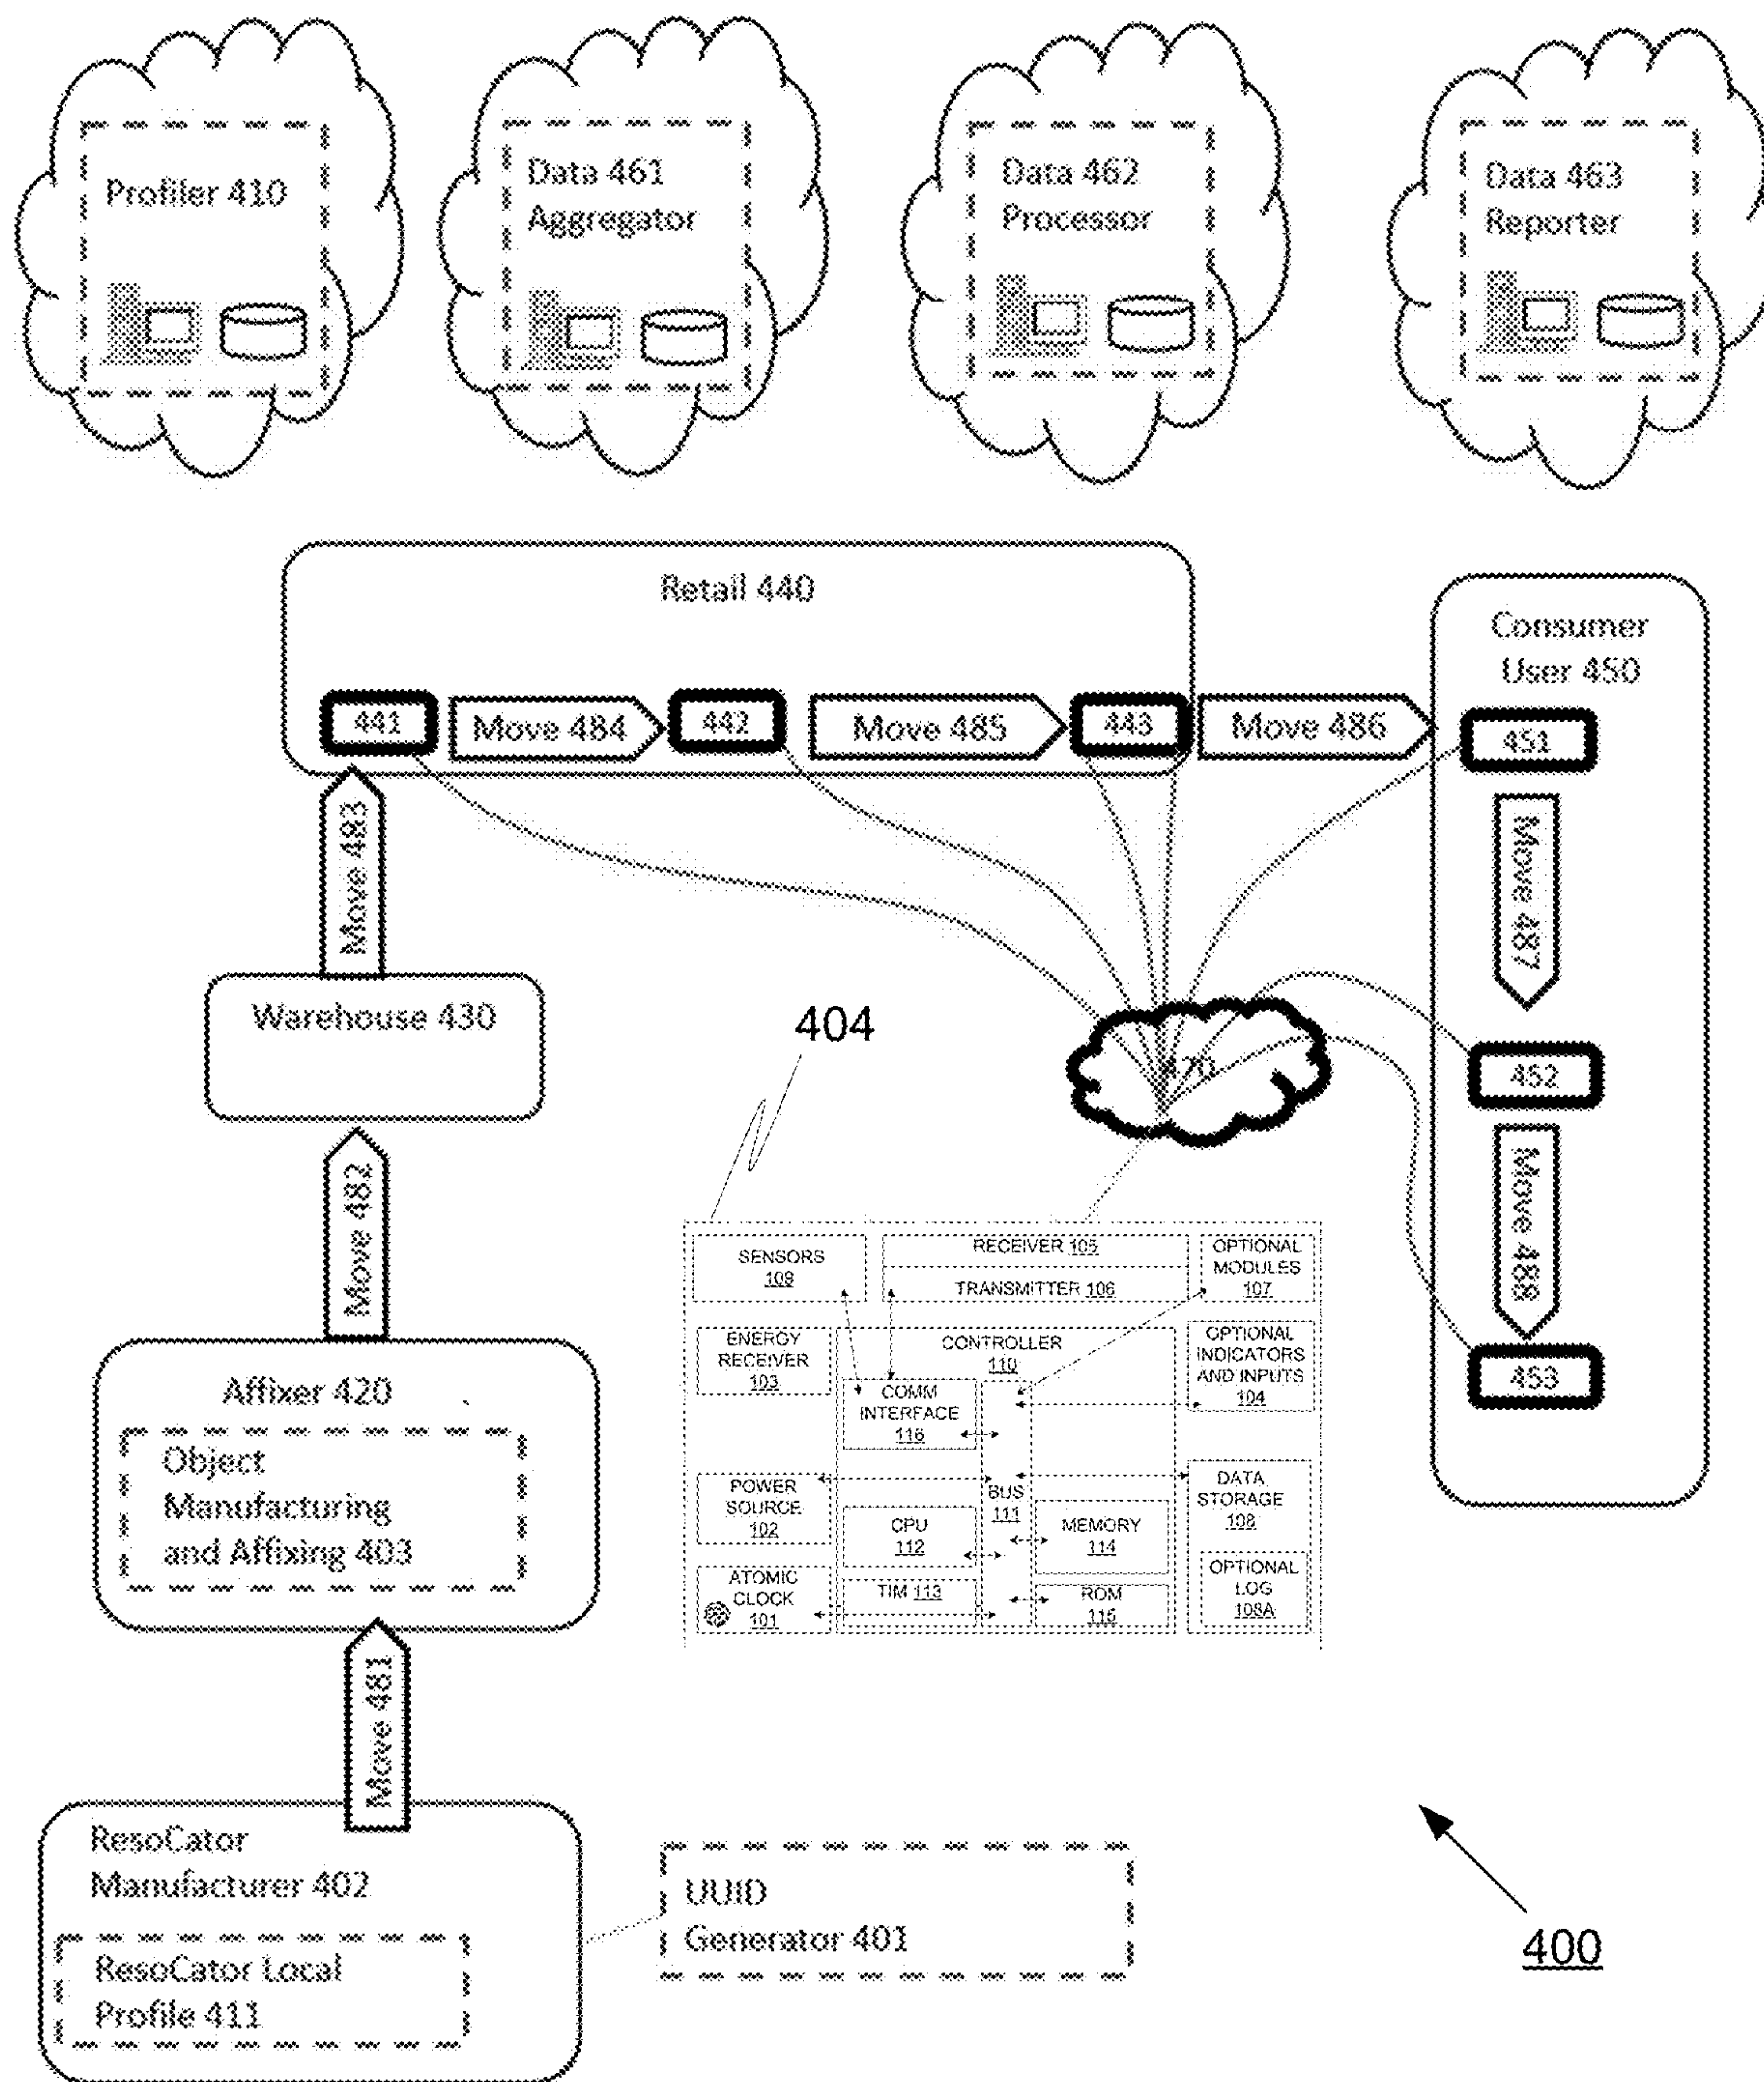 Profiler 410
Data 461
Aggregator
Data 462
Processor
Data 463
Reporter
Retail 440
441
Move 484
442
Move 485
443
Move 486
Consumer
User 450
451
Move 487
452
Move 488
453
Move 483
Warehouse 430
404
470
Move 482
Affixer 420
Object
Manufacturing
and Affixing 403
SENSORS
109
RECEIVER 105
TRANSMITTER 106
OPTIONAL
MODULES
107
ENERGY
RECEIVER
103
CONTROLLER
110
OPTIONAL
INDICATORS
AND INPUTS
104
COMM
INTERFACE
116
POWER
SOURCE
102
BUS
111
DATA
STORAGE
108
CPU
112
MEMORY
114
ATOMIC
CLOCK
101
TIM 113
ROM
115
OPTIONAL
LOG
108A
Move 481
ResoCator
Manufacturer 402
ResoCator Local
Profile 411
UUID
Generator 401
400